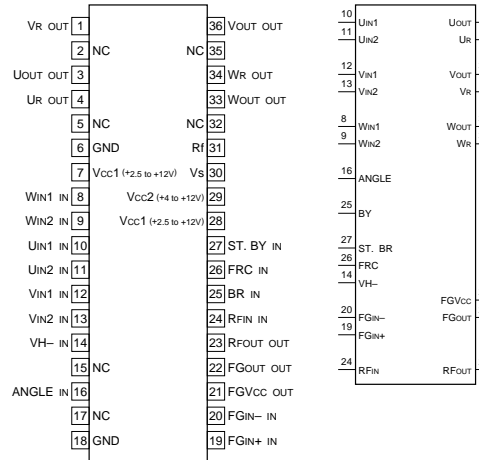 VR OUT 1 36 VOUT OUT
2 NC NC 35
UOUT OUT 3 34 WR OUT
UR OUT 4 33 WOUT OUT
5 NC NC 32
6 GND Rf 31
7 VCC1 (+2.5 to +12V) Vs 30
WIN1 IN 8 VCC2 (+4 to +12V) 29
WIN2 IN 9 VCC1 (+2.5 to +12V) 28
UIN1 IN 10 27 ST. BY IN
UIN2 IN 11 26 FRC IN
VIN1 IN 12 25 BR IN
VIN2 IN 13 24 RFIN IN
VH– IN 14 23 RFOUT OUT
15 NC 22 FGOUT OUT
ANGLE IN 16 21 FGVCC OUT
17 NC 20 FGIN– IN
18 GND 19 FGIN+ IN
10 UIN1 UOUT
11 UIN2 UR
12 VIN1 VOUT
13 VIN2 VR
8 WIN1 WOUT
9 WIN2 WR
16 ANGLE
25 BY
27 ST. BR
26 FRC
14 VH–
FGVCC
20 FGIN– FGOUT
19 FGIN+
24 RFIN RFOUT